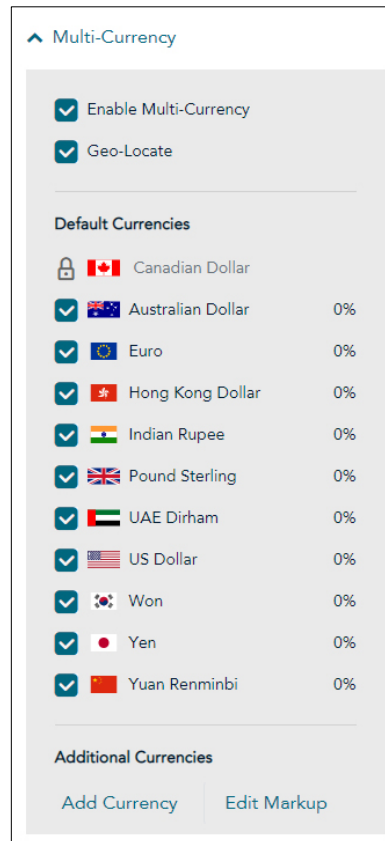 Multi-Currency
Enable Multi-Currency
Geo-Locate
Default Currencies
Canadian Dollar
Australian Dollar 0%
Euro 0%
Hong Kong Dollar 0%
Indian Rupee 0%
Pound Sterling 0%
UAE Dirham 0%
US Dollar 0%
Won 0%
Yen 0%
Yuan Renminbi 0%
Additional Currencies
Add Currency Edit Markup